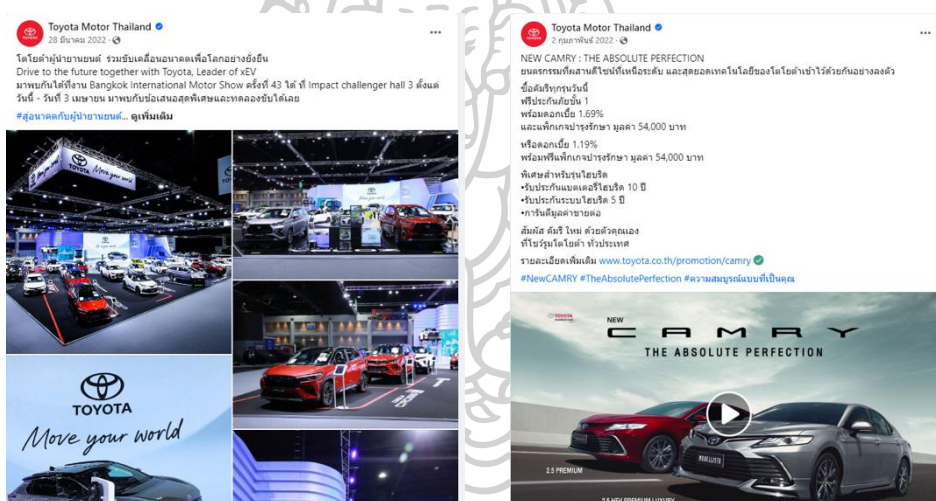 Toyota Motor Thailand
28 มีนาคม 2022
โตโยต้าผู้นำยานยนต์ ร่วมขับเคลื่อนอนาคตเพื่อโลกอย่างยั่งยืน
Drive to the future together with Toyota, Leader of xEV
มาพบกันได้ที่งาน Bangkok International Motor Show ครั้งที่ 43 ได้ ที่ Impact challenger hall 3 ตั้งแต่
วันนี้ - วันที่ 3 เมษายน มาพบกับข้อเสนอสุดพิเศษและทดลองขับได้เลย
#สู่อนาคตกับผู้นำยานยนต์... ดูเพิ่มเติม
TOYOTA Move your world
TOYOTA
Move your world
Toyota Motor Thailand
2 กุมภาพันธ์ 2022
NEW CAMRY : THE ABSOLUTE PERFECTION
ยนตรกรรมที่ผสานดีไซน์ที่เหนือระดับ และสุดยอดเทคโนโลยีของโตโยต้าเข้าไว้ด้วยกันอย่างลงตัว
ซื้อคัมรีทุกรุ่นวันนี้
ฟรีประกันภัยชั้น 1
พร้อมดอกเบี้ย 1.69%
และแพ็กเกจบำรุงรักษา มูลค่า 54,000 บาท
หรือดอกเบี้ย 1.19%
พร้อมฟรีแพ็กเกจบำรุงรักษา มูลค่า 54,000 บาท
พิเศษสำหรับรุ่นไฮบริด
•รับประกันแบตเตอรี่ไฮบริด 10 ปี
•รับประกันระบบไฮบริด 5 ปี
•การันตีมูลค่าขายต่อ
สัมผัส คัมรี ใหม่ ด้วยตัวคุณเอง
ที่โชว์รูมโตโยต้า ทั่วประเทศ
รายละเอียดเพิ่มเติม www.toyota.co.th/promotion/camry
#NewCAMRY #TheAbsolutePerfection #ความสมบูรณ์แบบที่เป็นคุณ
TOYOTA
NEW
CAMRY
THE ABSOLUTE PERFECTION
2.5 PREMIUM
2.5 HEV PREMIUM LUXURY